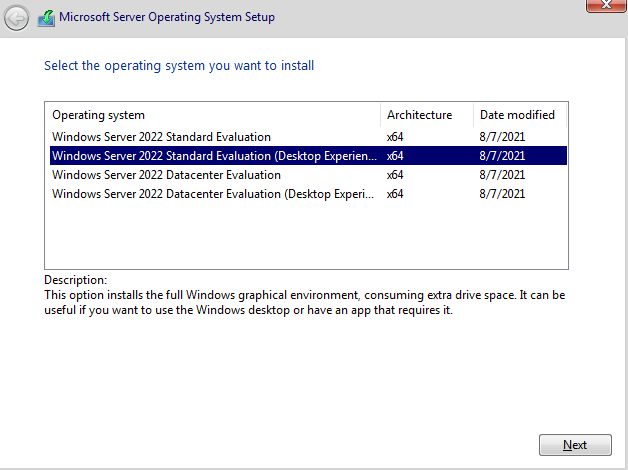 Microsoft Server Operating System Setup
Select the operating system you want to install
Operating system Architecture Date modified
Windows Server 2022 Standard Evaluation x64 8/7/2021
Windows Server 2022 Standard Evaluation (Desktop Experien... x64 8/7/2021
Windows Server 2022 Datacenter Evaluation x64 8/7/2021
Windows Server 2022 Datacenter Evaluation (Desktop Experi... x64 8/7/2021
Description:
This option installs the full Windows graphical environment, consuming extra drive space. It can be
useful if you want to use the Windows desktop or have an app that requires it.
Next